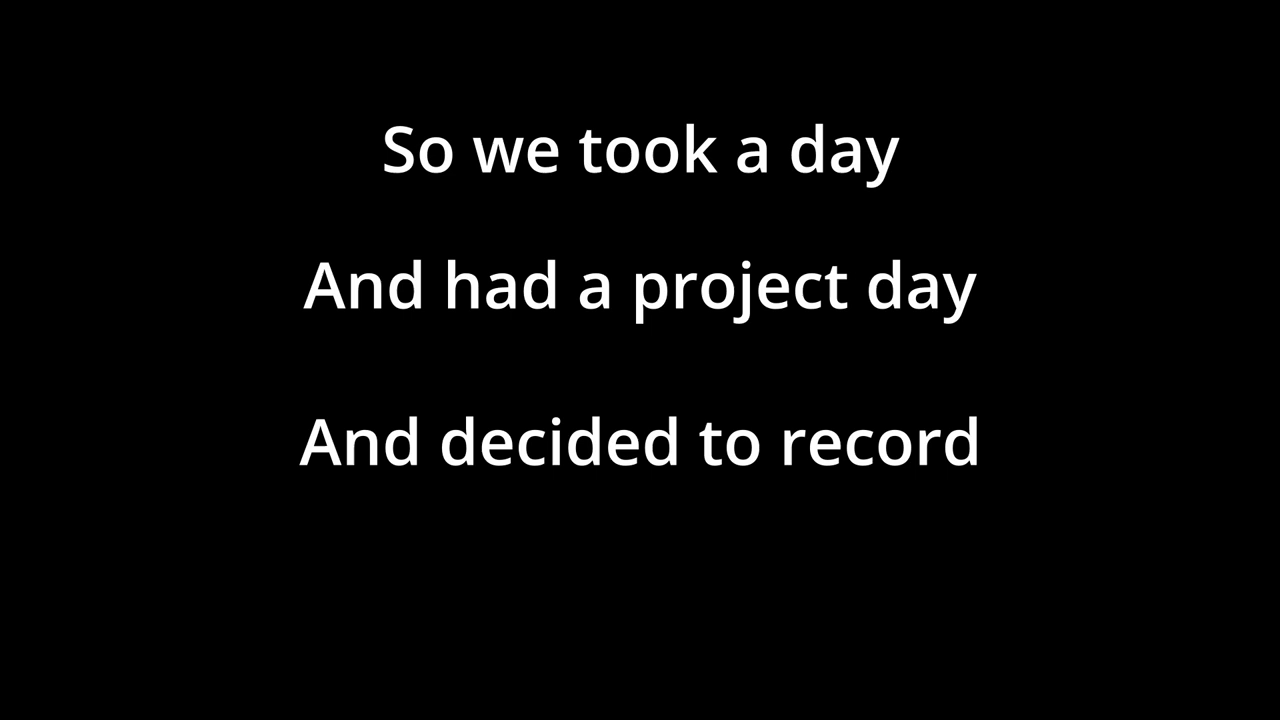 So we took a day
And had a project day
And decided to record